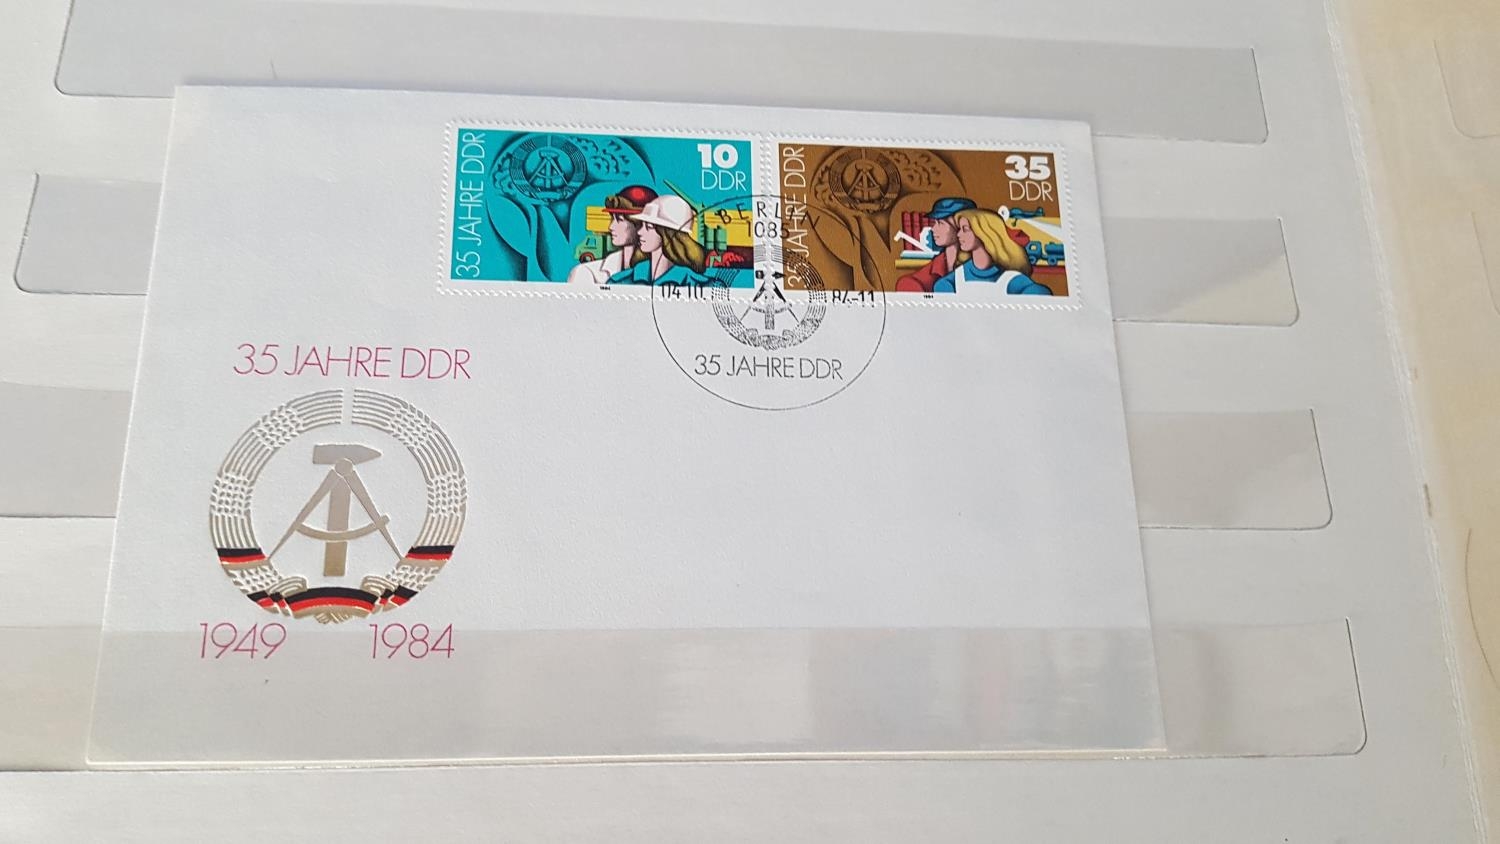 35 JAHRE DDR
10
DDR
1984
35 JAHRE DDR
35
DDR
1984
BERLIN
1085
04.10. 84-11
35 JAHRE DDR
35 JAHRE DDR
1949 1984